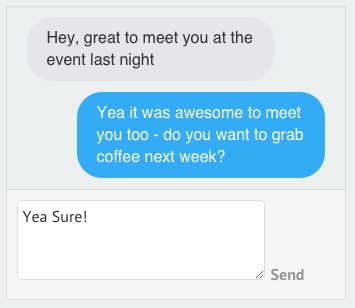 Hey, great to meet you at the
event last night
Yea it was awesome to meet
you too - do you want to grab
coffee next week?
Yea Sure!
Send